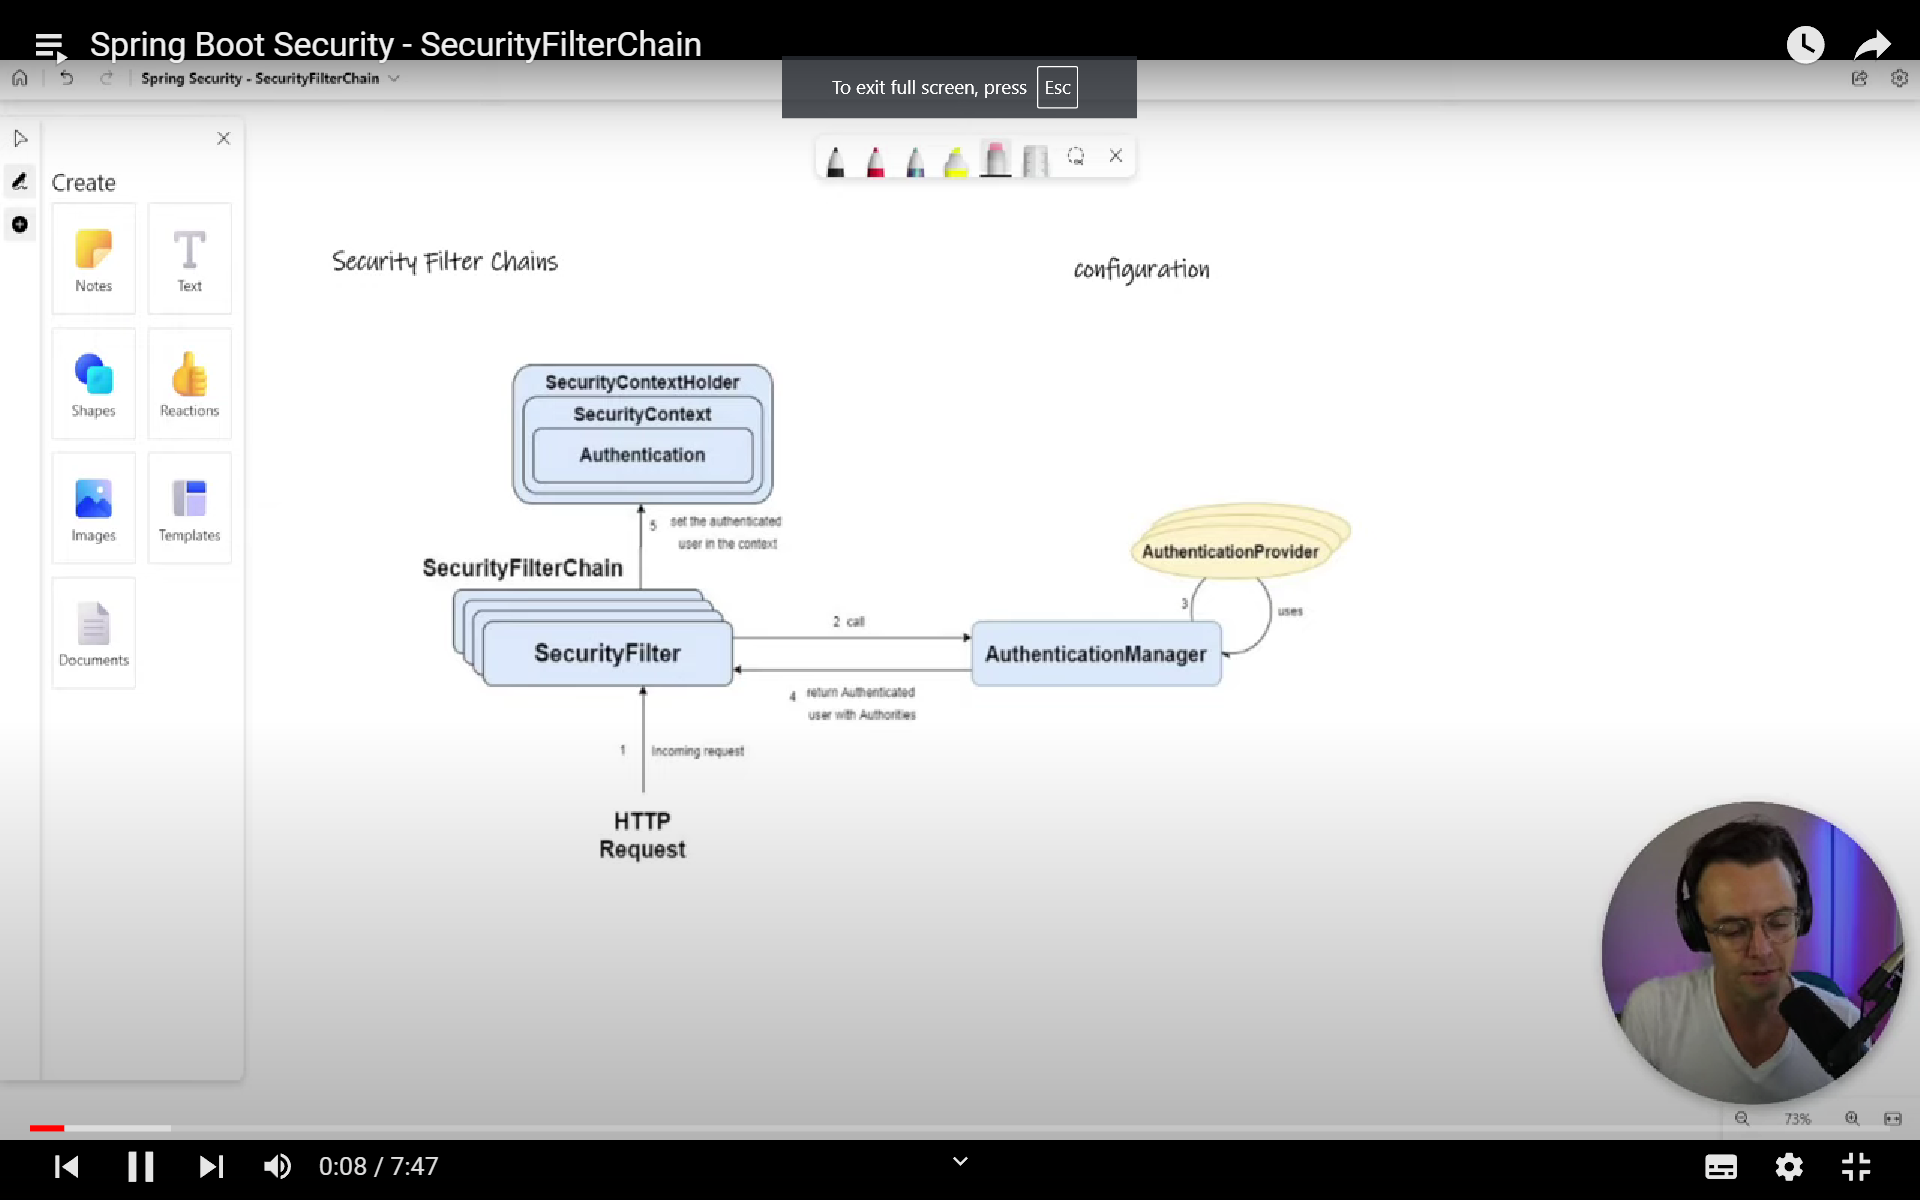 Spring Boot Security - SecurityFilterChain
Spring Security - SecurityFilterChain
To exit full screen, press Esc
Create
Notes
Text
Shapes
Reactions
Images
Templates
Documents
Security Filter Chains
configuration
SecurityContextHolder
SecurityContext
Authentication
5 set the authenticated
user in the context
SecurityFilterChain
SecurityFilter
2 call
AuthenticationProvider
3
uses
AuthenticationManager
4 return Authenticated
user with Authorities
1 Incoming request
HTTP
Request
73%
0:08 / 7:47